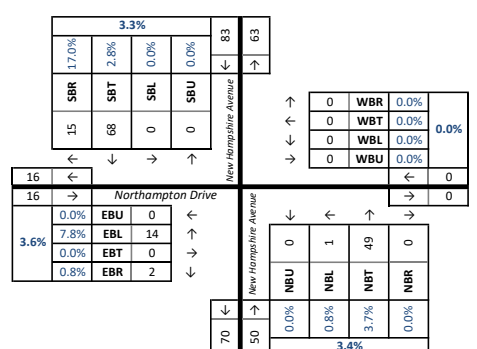 3.3%
17.0% 2.8% 0.0% 0.0%
SBR SBT SBL SBU
15 68 0 0
← ↓ → ↑
83 63
↓ ↑
New Hampshire Avenue
↑ 0 WBR 0.0%
← 0 WBT 0.0%
↓ 0 WBL 0.0%
→ 0 WBU 0.0%
0.0%
16 ←
← 0
16 → Northampton Drive
→ 0
3.6%
0.0% EBU 0 ←
7.8% EBL 14 ↑
0.0% EBT 0 →
0.8% EBR 2 ↓
New Hampshire Avenue
↓ ← ↑ →
0 1 49 0
NBU NBL NBT NBR
0.0% 0.8% 3.7% 0.0%
3.4%
↓ ↑
70 50